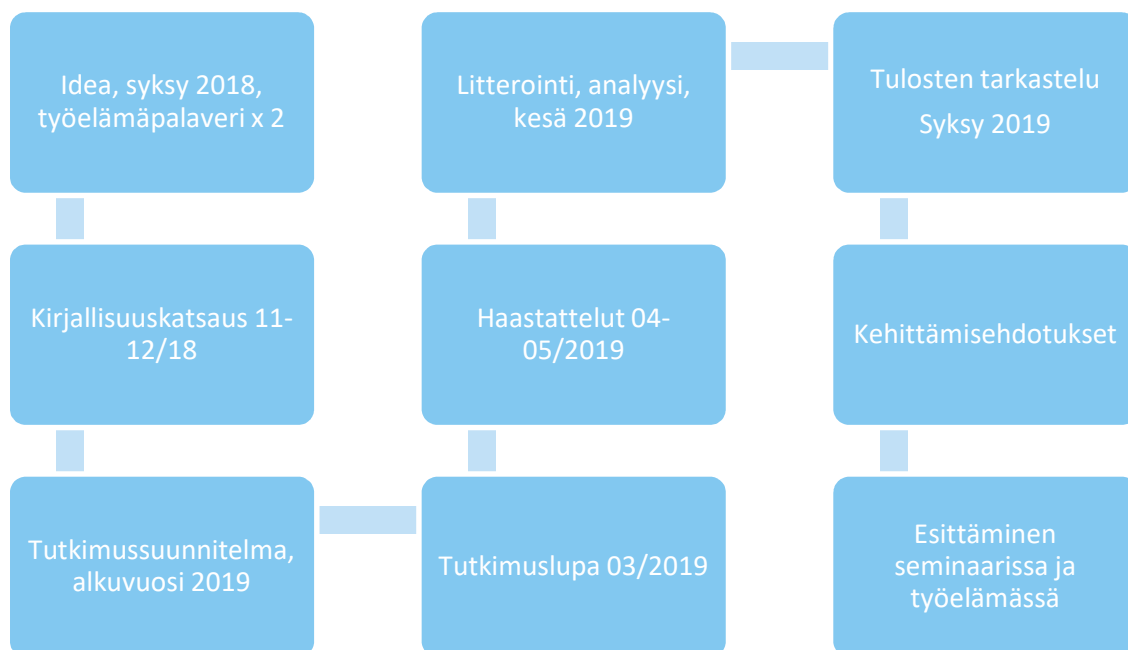 Idea, syksy 2018,
työelämäpalaveri x 2
Kirjallisuuskatsaus 11-
12/18
Tutkimussuunnitelma,
alkuvuosi 2019
Tutkimuslupa 03/2019
Haastattelut 04-
05/2019
Litterointi, analyysi,
kesä 2019
Tulosten tarkastelu
Syksy 2019
Kehittämisehdotukset
Esittäminen
seminaarissa ja
työelämässä